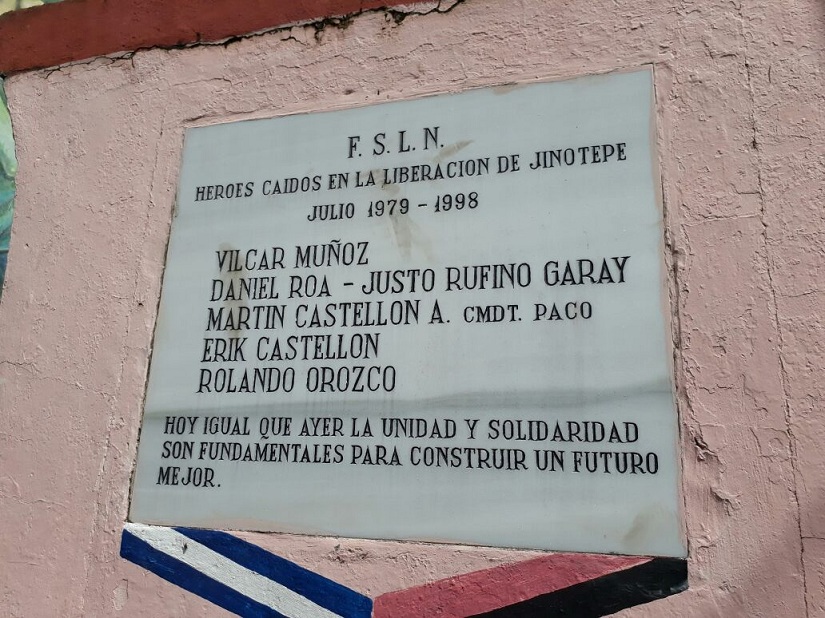 F. S. L. N.
HEROES CAIDOS EN LA LIBERACION DE JINOTEPE
JULIO 1979 - 1998
VILCAR MUÑOZ
DANIEL ROA - JUSTO RUFINO GARAY
MARTIN CASTELLON A. CMDT. PACO
ERIK CASTELLON
ROLANDO OROZCO
HOY IGUAL QUE AYER LA UNIDAD Y SOLIDARIDAD
SON FUNDAMENTALES PARA CONSTRUIR UN FUTURO
MEJOR.